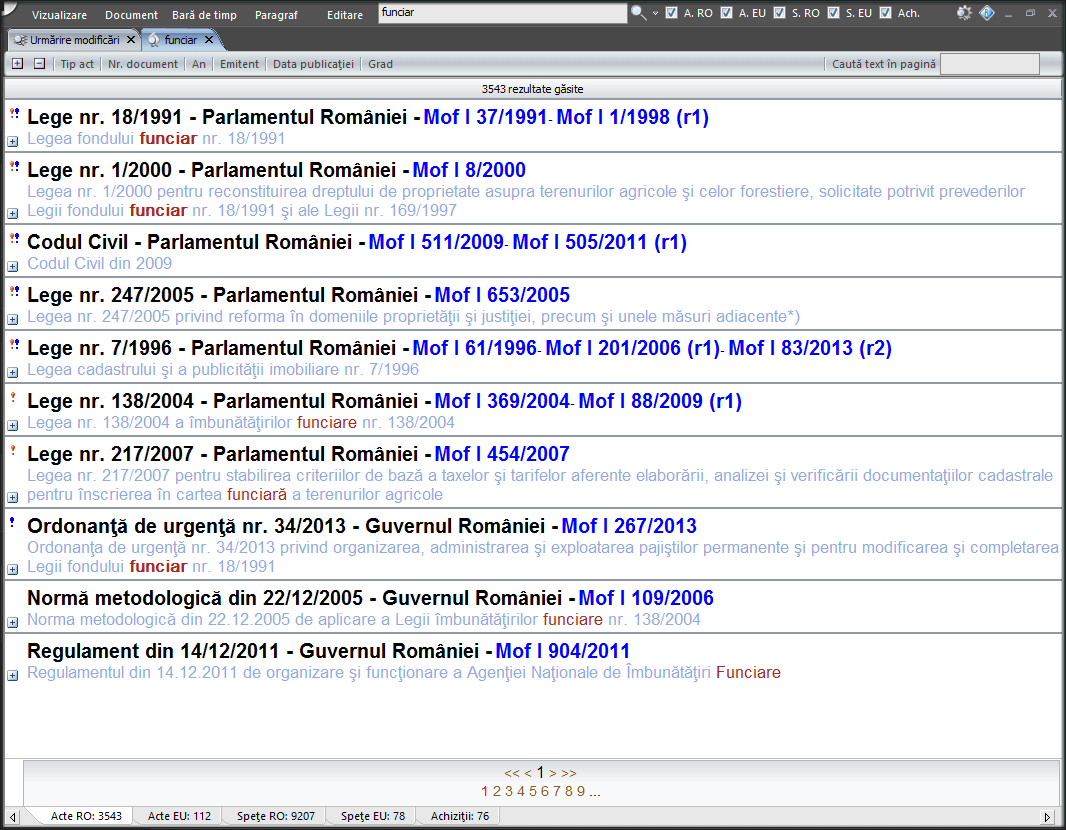 Vizualizare Document Bară de timp Paragraf Editare funciar A. RO A. EU S. RO S. EU Ach.
Urmărire modificări funciar
Tip act Nr. document An Emitent Data publicaţiei Grad Caută text în pagină
3543 rezultate găsite
Lege nr. 18/1991 - Parlamentul României - Mof I 37/1991- Mof I 1/1998 (r1)
Legea fondului funciar nr. 18/1991
Lege nr. 1/2000 - Parlamentul României - Mof I 8/2000
Legea nr. 1/2000 pentru reconstituirea dreptului de proprietate asupra terenurilor agricole şi celor forestiere, solicitate potrivit prevederilor
Legii fondului funciar nr. 18/1991 şi ale Legii nr. 169/1997
Codul Civil - Parlamentul României - Mof I 511/2009- Mof I 505/2011 (r1)
Codul Civil din 2009
Lege nr. 247/2005 - Parlamentul României - Mof I 653/2005
Legea nr. 247/2005 privind reforma în domeniile proprietăţii şi justiţiei, precum şi unele măsuri adiacente*)
Lege nr. 7/1996 - Parlamentul României - Mof I 61/1996- Mof I 201/2006 (r1)- Mof I 83/2013 (r2)
Legea cadastrului şi a publicităţii imobiliare nr. 7/1996
Lege nr. 138/2004 - Parlamentul României - Mof I 369/2004- Mof I 88/2009 (r1)
Legea nr. 138/2004 a îmbunătăţirilor funciare nr. 138/2004
Lege nr. 217/2007 - Parlamentul României - Mof I 454/2007
Legea nr. 217/2007 pentru stabilirea criteriilor de bază a taxelor şi tarifelor aferente elaborării, analizei şi verificării documentaţiilor cadastrale
pentru înscrierea în cartea funciară a terenurilor agricole
Ordonanţă de urgenţă nr. 34/2013 - Guvernul României - Mof I 267/2013
Ordonanţa de urgenţă nr. 34/2013 privind organizarea, administrarea şi exploatarea pajiştilor permanente şi pentru modificarea şi completarea
Legii fondului funciar nr. 18/1991
Normă metodologică din 22/12/2005 - Guvernul României - Mof I 109/2006
Norma metodologică din 22.12.2005 de aplicare a Legii îmbunătăţirilor funciare nr. 138/2004
Regulament din 14/12/2011 - Guvernul României - Mof I 904/2011
Regulamentul din 14.12.2011 de organizare şi funcţionare a Agenţiei Naţionale de Îmbunătăţiri Funciare
<< < 1 > >>
1 2 3 4 5 6 7 8 9 ...
Acte RO: 3543 Acte EU: 112 Speţe RO: 9207 Speţe EU: 78 Achiziţii: 76